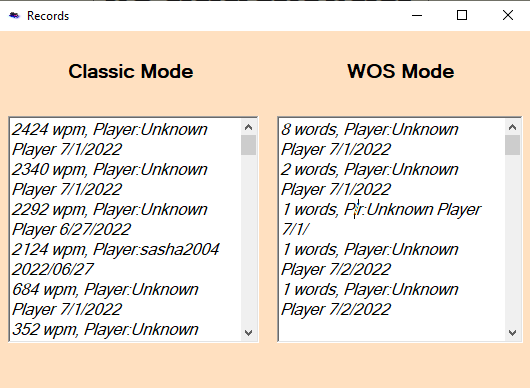 Records
Classic Mode
2424 wpm, Player:Unknown
Player 7/1/2022
2340 wpm, Player:Unknown
Player 7/1/2022
2292 wpm, Player:Unknown
Player 6/27/2022
2124 wpm, Player:sasha2004
2022/06/27
684 wpm, Player:Unknown
Player 7/1/2022
352 wpm, Player:Unknown
WOS Mode
8 words, Player:Unknown
Player 7/1/2022
2 words, Player:Unknown
Player 7/1/2022
1 words, :Unknown Player
7/1/
1 words, Player:Unknown
Player 7/2/2022
1 words, Player:Unknown
Player 7/2/2022